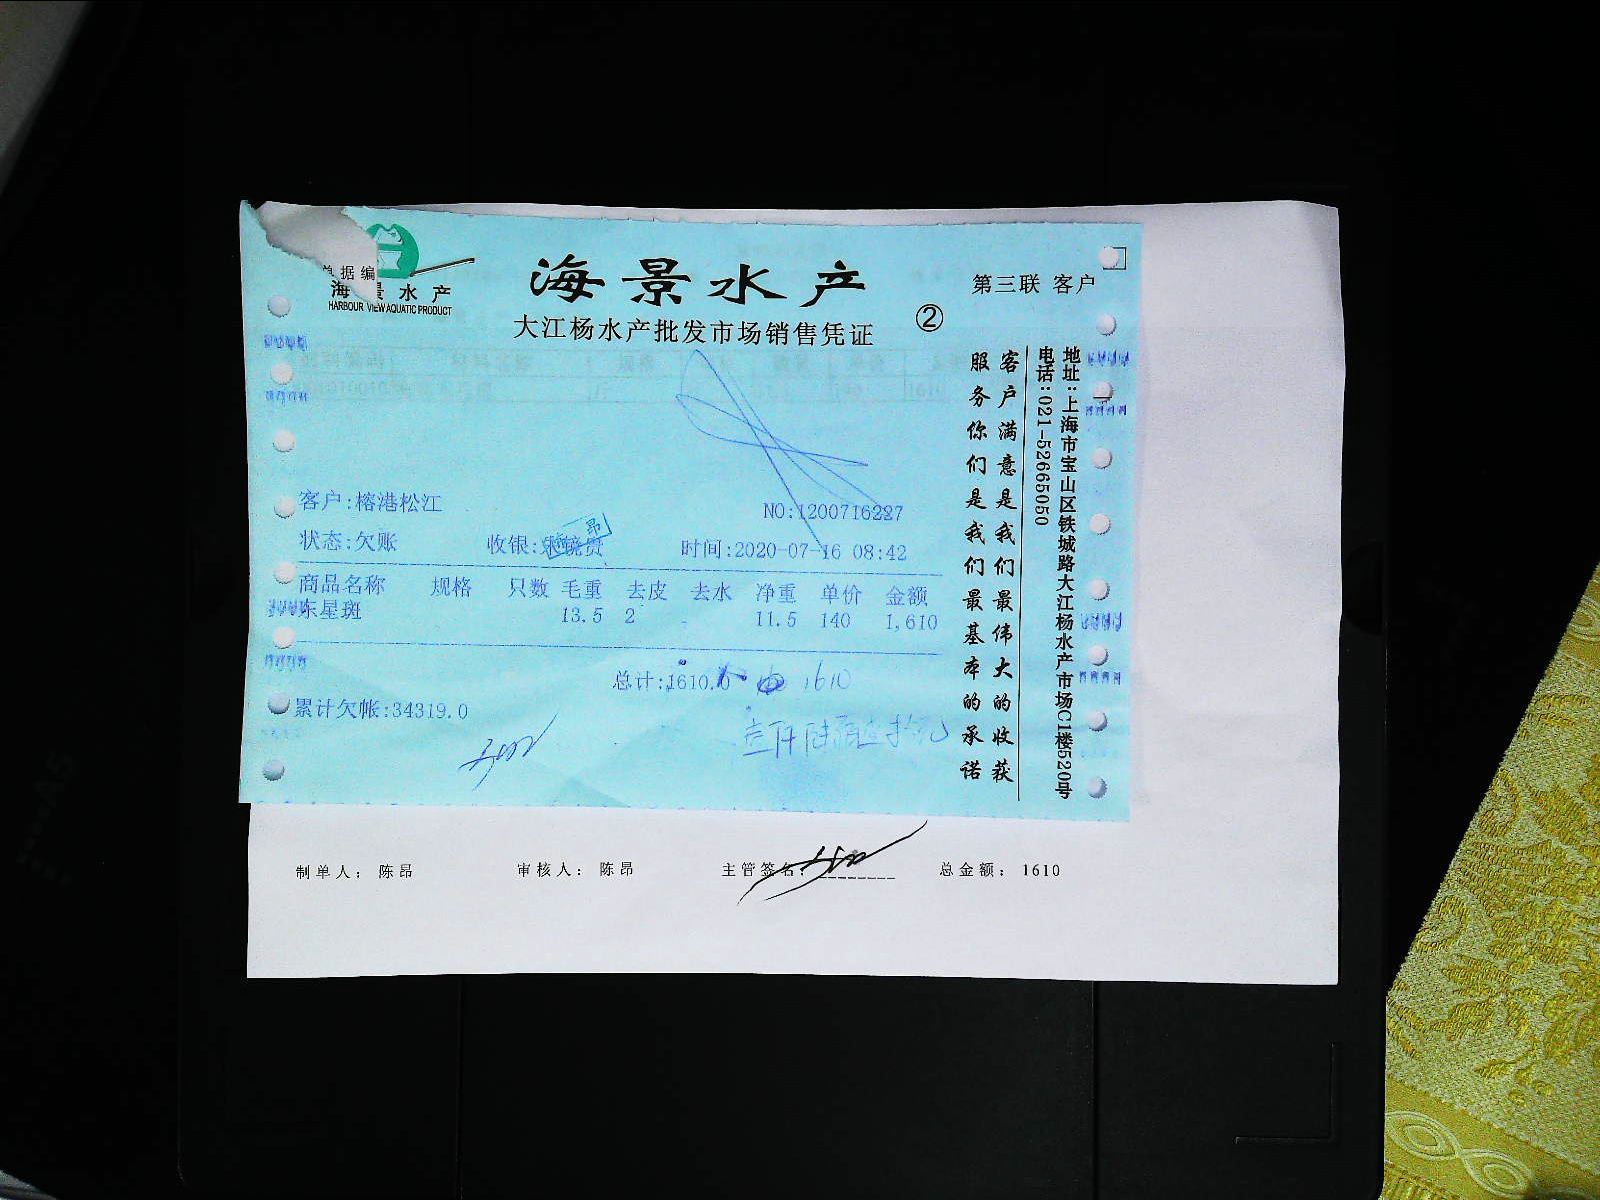 单据编
海景水产
HARBOUR VIEW AQUATIC PRODUCT
海景水产
大江杨水产批发市场销售凭证
②
第三联 客户
客户:榕港松江
NO:1200716227
状态:欠账 收银: 时间:2020-07-16 08:42
商品名称 规格 只数 毛重 去皮 去水 净重 单价 金额
东星斑 13.5 2 - 11.5 140 1,610
总计:1610.0 1610
累计欠帐:34319.0
客户满意是我们最伟大的收获
服务你们是我们最基本的承诺
地址:上海市宝山区铁城路大江杨水产市场C1楼520号
电话:021-52665050
制单人: 陈昂 审核人: 陈昂 主管签名: 总金额: 1610